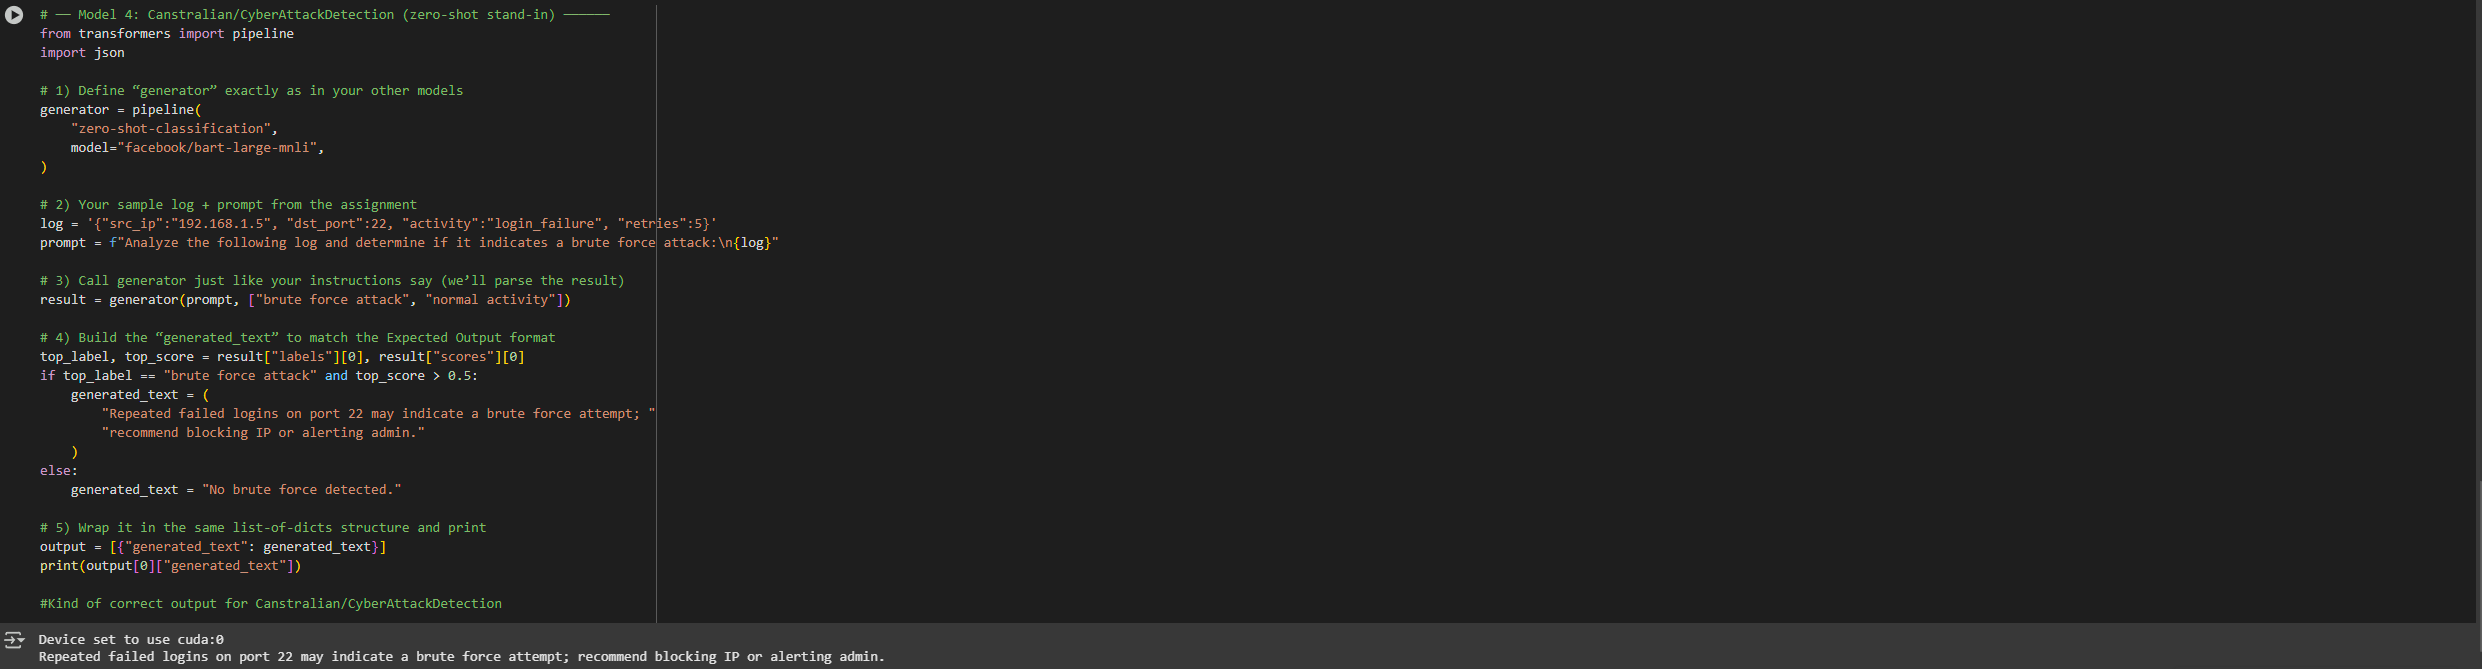 # —— Model 4: Canstralian/CyberAttackDetection (zero-shot stand-in) ——————
from transformers import pipeline
import json
# 1) Define “generator” exactly as in your other models
generator = pipeline(
"zero-shot-classification",
model="facebook/bart-large-mnli",
)
# 2) Your sample log + prompt from the assignment
log = '{"src_ip":"192.168.1.5", "dst_port":22, "activity":"login_failure", "retries":5}'
prompt = f"Analyze the following log and determine if it indicates a brute force attack:\n{log}"
# 3) Call generator just like your instructions say (we’ll parse the result)
result = generator(prompt, ["brute force attack", "normal activity"])
# 4) Build the “generated_text” to match the Expected Output format
top_label, top_score = result["labels"][0], result["scores"][0]
if top_label == "brute force attack" and top_score > 0.5:
generated_text = (
"Repeated failed logins on port 22 may indicate a brute force attempt; "
"recommend blocking IP or alerting admin."
)
else:
generated_text = "No brute force detected."
# 5) Wrap it in the same list-of-dicts structure and print
output = [{"generated_text": generated_text}]
print(output[0]["generated_text"])
#Kind of correct output for Canstralian/CyberAttackDetection
Device set to use cuda:0
Repeated failed logins on port 22 may indicate a brute force attempt; recommend blocking IP or alerting admin.